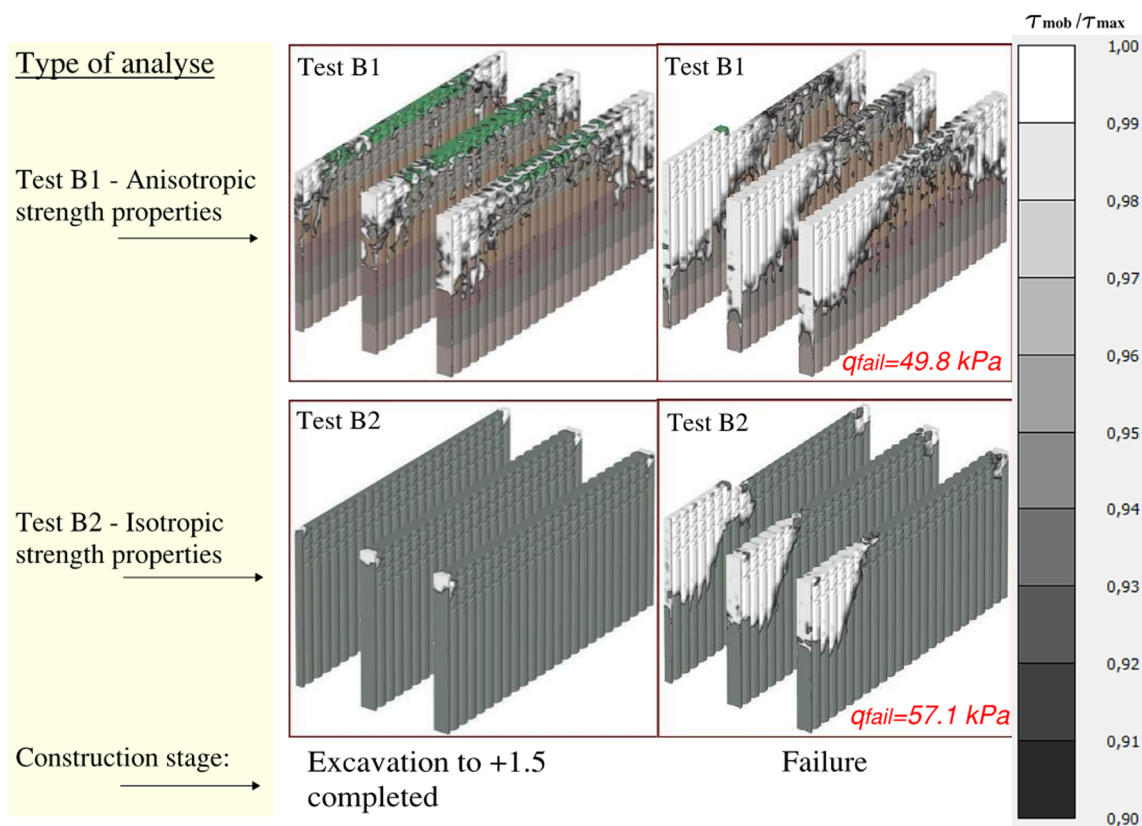 τmob/τmax
Type of analyse
Test B1 - Anisotropic
strength properties
Test B1
Test B1
qfail=49.8 kPa
Test B2 - Isotropic
strength properties
Test B2
Test B2
qfail=57.1 kPa
Construction stage:
Excavation to +1.5
completed
Failure
1,00
0,99
0,98
0,97
0,96
0,95
0,94
0,93
0,92
0,91
0,90